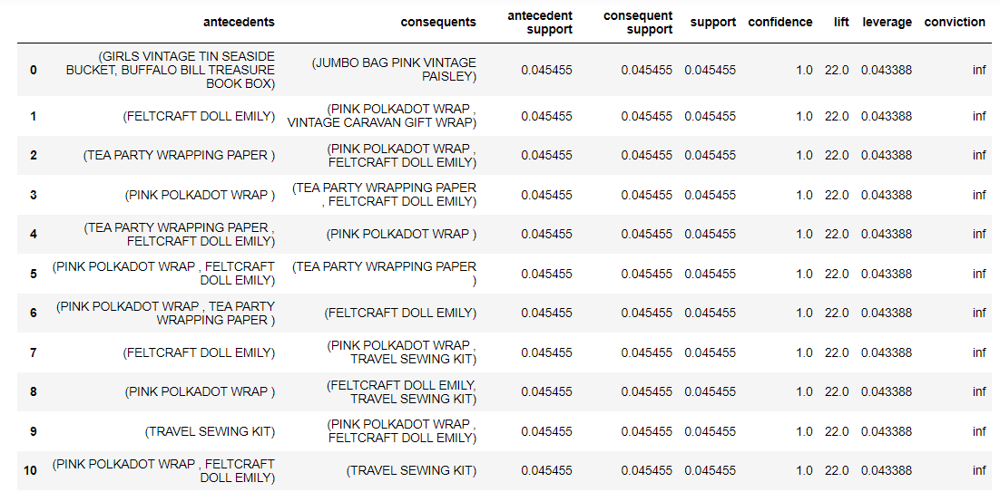 antecedents consequents antecedent support consequent support support confidence lift leverage conviction
0 (GIRLS VINTAGE TIN SEASIDE BUCKET, BUFFALO BILL TREASURE BOOK BOX) (JUMBO BAG PINK VINTAGE PAISLEY) 0.045455 0.045455 0.045455 1.0 22.0 0.043388 inf
1 (FELTCRAFT DOLL EMILY) (PINK POLKADOT WRAP , VINTAGE CARAVAN GIFT WRAP) 0.045455 0.045455 0.045455 1.0 22.0 0.043388 inf
2 (TEA PARTY WRAPPING PAPER ) (PINK POLKADOT WRAP , FELTCRAFT DOLL EMILY) 0.045455 0.045455 0.045455 1.0 22.0 0.043388 inf
3 (PINK POLKADOT WRAP ) (TEA PARTY WRAPPING PAPER , FELTCRAFT DOLL EMILY) 0.045455 0.045455 0.045455 1.0 22.0 0.043388 inf
4 (TEA PARTY WRAPPING PAPER , FELTCRAFT DOLL EMILY) (PINK POLKADOT WRAP ) 0.045455 0.045455 0.045455 1.0 22.0 0.043388 inf
5 (PINK POLKADOT WRAP , FELTCRAFT DOLL EMILY) (TEA PARTY WRAPPING PAPER ) 0.045455 0.045455 0.045455 1.0 22.0 0.043388 inf
6 (PINK POLKADOT WRAP , TEA PARTY WRAPPING PAPER ) (FELTCRAFT DOLL EMILY) 0.045455 0.045455 0.045455 1.0 22.0 0.043388 inf
7 (FELTCRAFT DOLL EMILY) (PINK POLKADOT WRAP , TRAVEL SEWING KIT) 0.045455 0.045455 0.045455 1.0 22.0 0.043388 inf
8 (PINK POLKADOT WRAP ) (FELTCRAFT DOLL EMILY, TRAVEL SEWING KIT) 0.045455 0.045455 0.045455 1.0 22.0 0.043388 inf
9 (TRAVEL SEWING KIT) (PINK POLKADOT WRAP , FELTCRAFT DOLL EMILY) 0.045455 0.045455 0.045455 1.0 22.0 0.043388 inf
10 (PINK POLKADOT WRAP , FELTCRAFT DOLL EMILY) (TRAVEL SEWING KIT) 0.045455 0.045455 0.045455 1.0 22.0 0.043388 inf